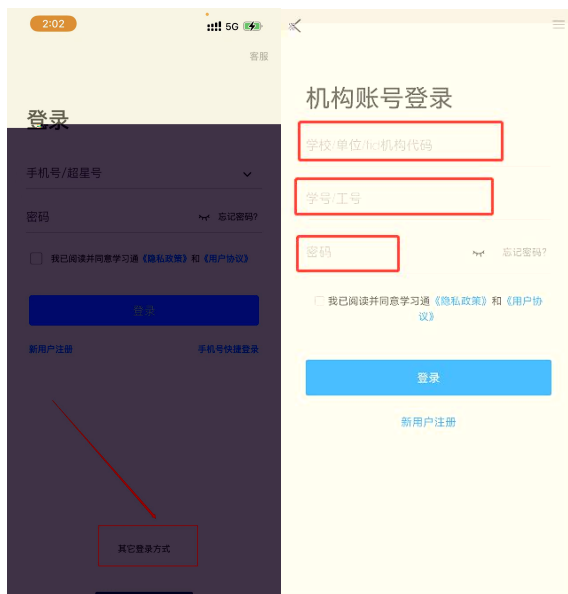 2:02
5G
客服
登录
手机号/超星号
密码
忘记密码?
我已阅读并同意学习通《隐私政策》和《用户协议》
登录
新用户注册
手机号快捷登录
其它登录方式
机构账号登录
学校/单位/fid机构代码
学号/工号
密码
忘记密码?
我已阅读并同意学习通《隐私政策》和《用户协
议》
登录
新用户注册